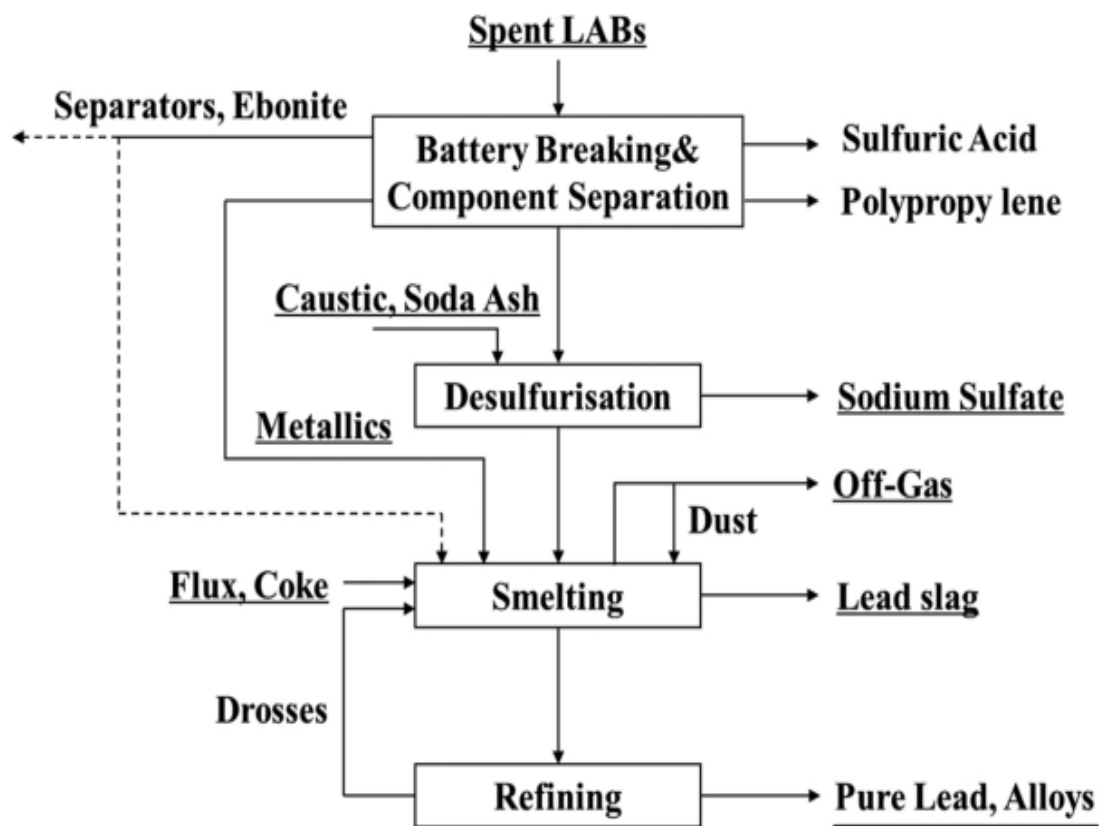 Spent LABs
Separators, Ebonite
Battery Breaking&
Component Separation
Sulfuric Acid
Polypropy lene
Caustic, Soda Ash
Desulfurisation
Sodium Sulfate
Metallics
Off-Gas
Dust
Flux, Coke
Smelting
Lead slag
Drosses
Refining
Pure Lead, Alloys